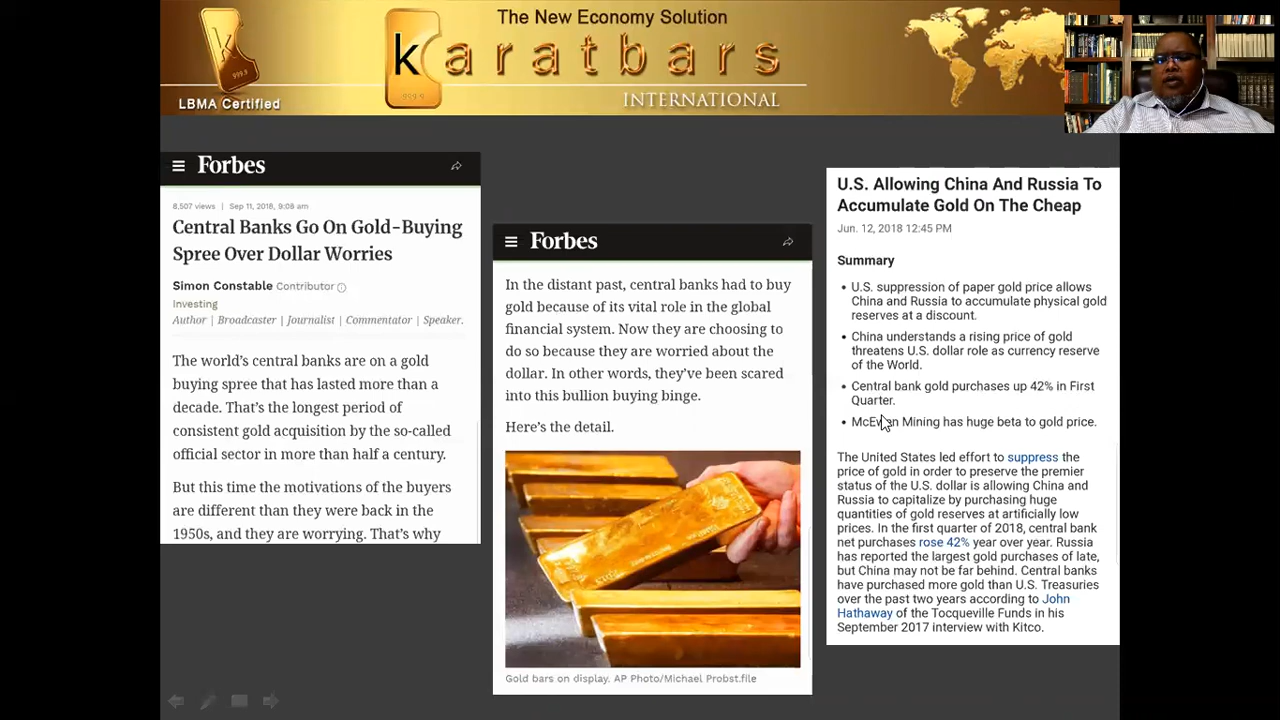 The New Economy Solution
karatbars
INTERNATIONAL
k
999.9
LBMA Certified
Forbes
8,507 views | Sep 11, 2018, 9:08 am
Central Banks Go On Gold-Buying
Spree Over Dollar Worries
Simon Constable Contributor
Investing
Author | Broadcaster | Journalist | Commentator | Speaker.
The world's central banks are on a gold
buying spree that has lasted more than a
decade. That's the longest period of
consistent gold acquisition by the so-called
official sector in more than half a century.
But this time the motivations of the buyers
are different than they were back in the
1950s, and they are worrying. That's why
Forbes
In the distant past, central banks had to buy
gold because of its vital role in the global
financial system. Now they are choosing to
do so because they are worried about the
dollar. In other words, they've been scared
into this bullion buying binge.
Here's the detail.
Gold bars on display. AP Photo/Michael Probst.file
U.S. Allowing China And Russia To
Accumulate Gold On The Cheap
Jun. 12, 2018 12:45 PM
Summary
• U.S. suppression of paper gold price allows
China and Russia to accumulate physical gold
reserves at a discount.
• China understands a rising price of gold
threatens U.S. dollar role as currency reserve
of the World.
• Central bank gold purchases up 42% in First
Quarter.
• McEwen Mining has huge beta to gold price.
The United States led effort to suppress the
price of gold in order to preserve the premier
status of the U.S. dollar is allowing China and
Russia to capitalize by purchasing huge
quantities of gold reserves at artificially low
prices. In the first quarter of 2018, central bank
net purchases rose 42% year over year. Russia
has reported the largest gold purchases of late,
but China may not be far behind. Central banks
have purchased more gold than U.S. Treasuries
over the past two years according to John
Hathaway of the Tocqueville Funds in his
September 2017 interview with Kitco.